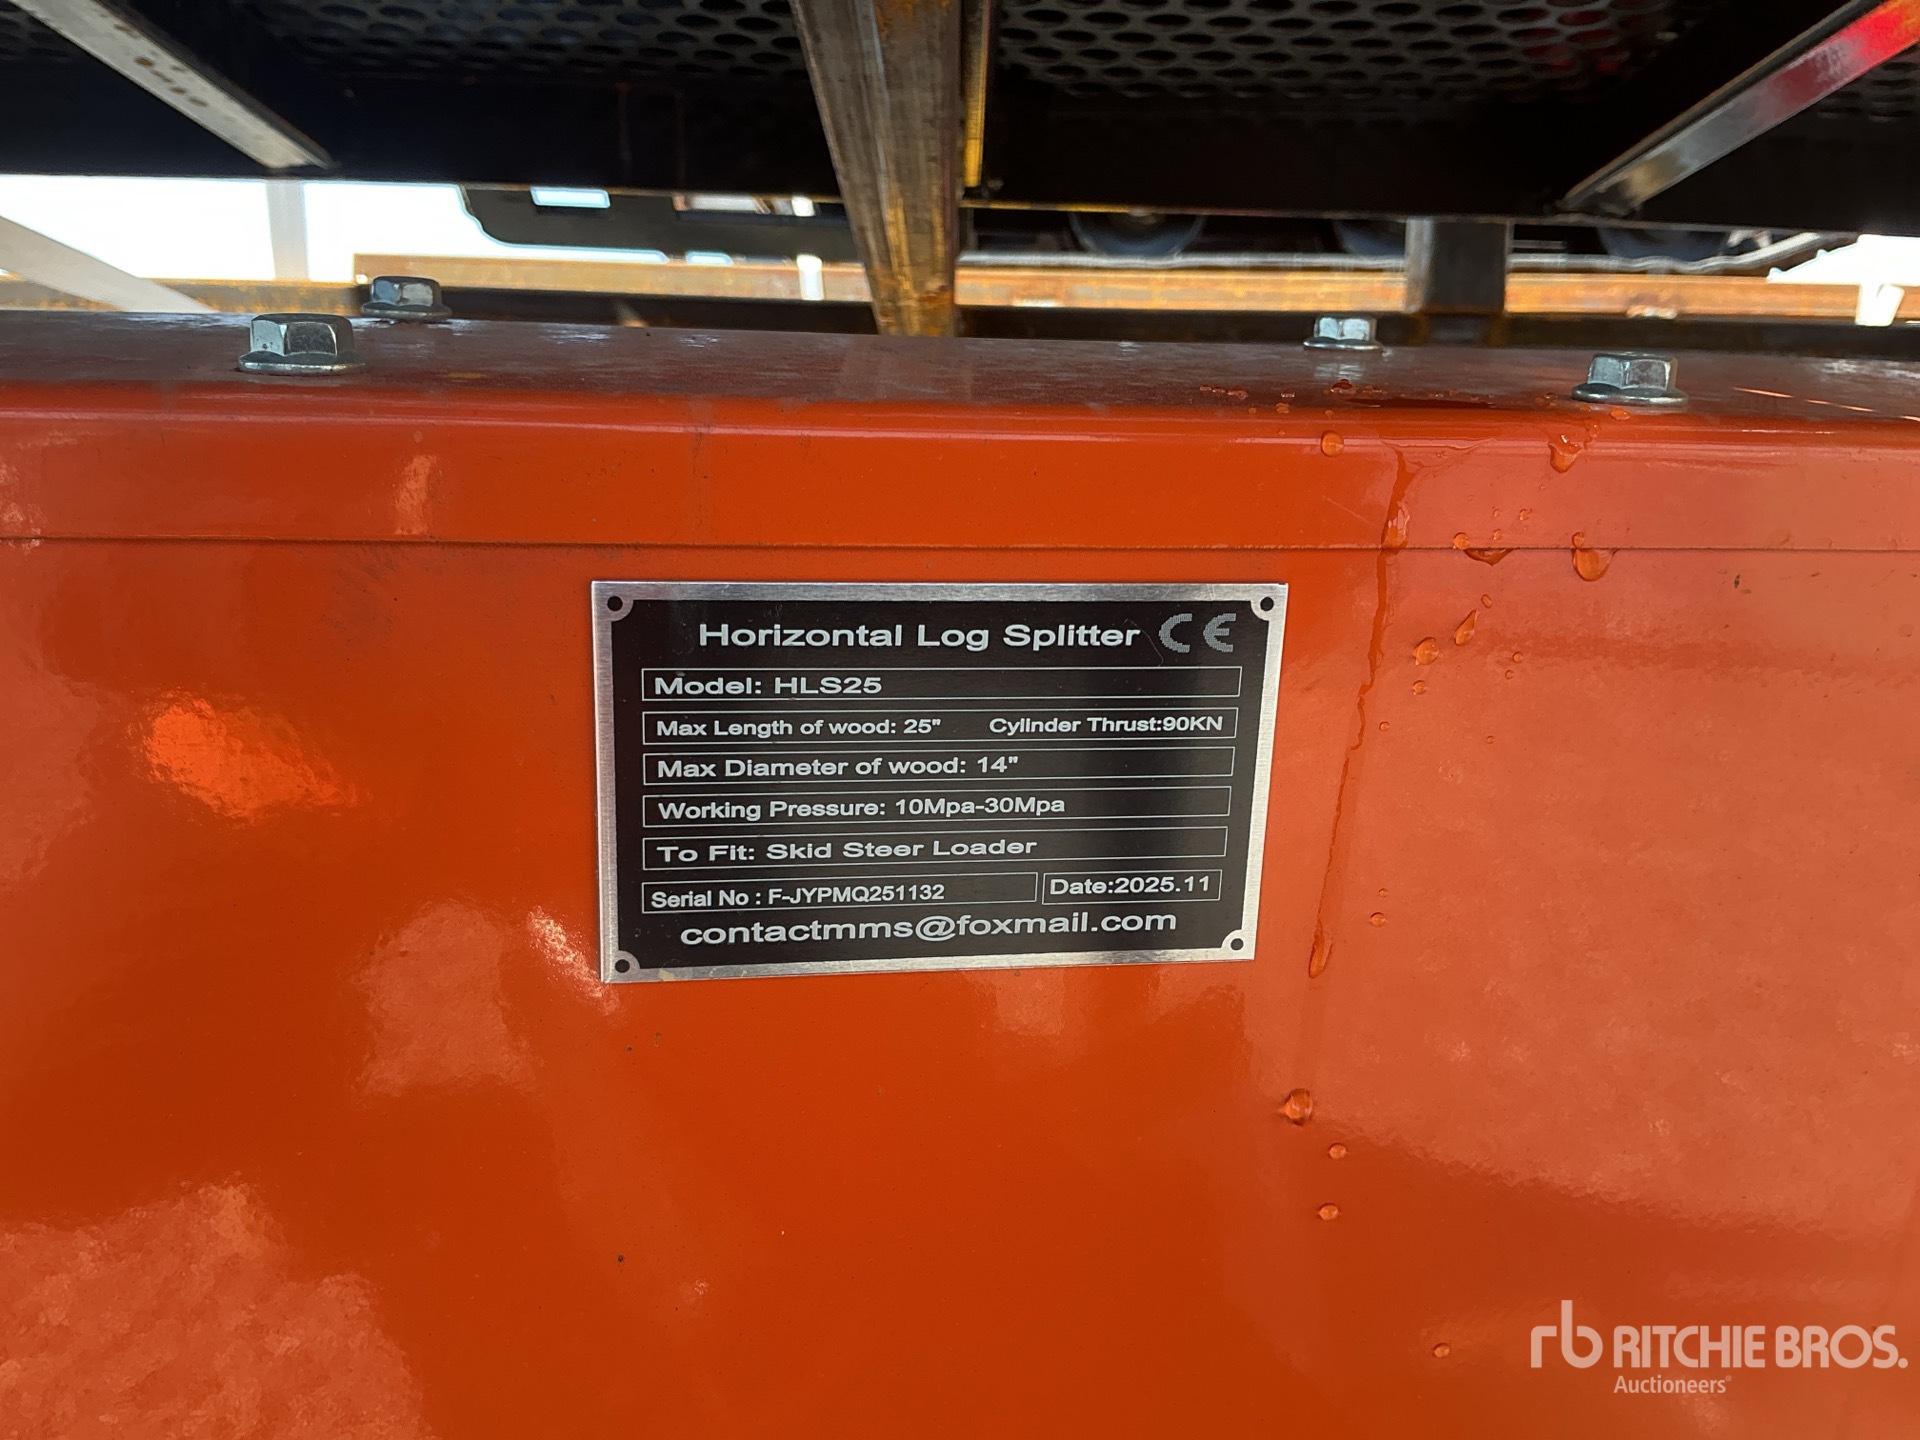 Horizontal Log Splitter CE
Model: HLS25
Max Length of wood: 25" Cylinder Thrust:90KN
Max Diameter of wood: 14"
Working Pressure: 10Mpa-30Mpa
To Fit: Skid Steer Loader
Serial No : F-JYPMQ251132 Date:2025.11
contactmms@foxmail.com
rb RITCHIE BROS.
Auctioneers